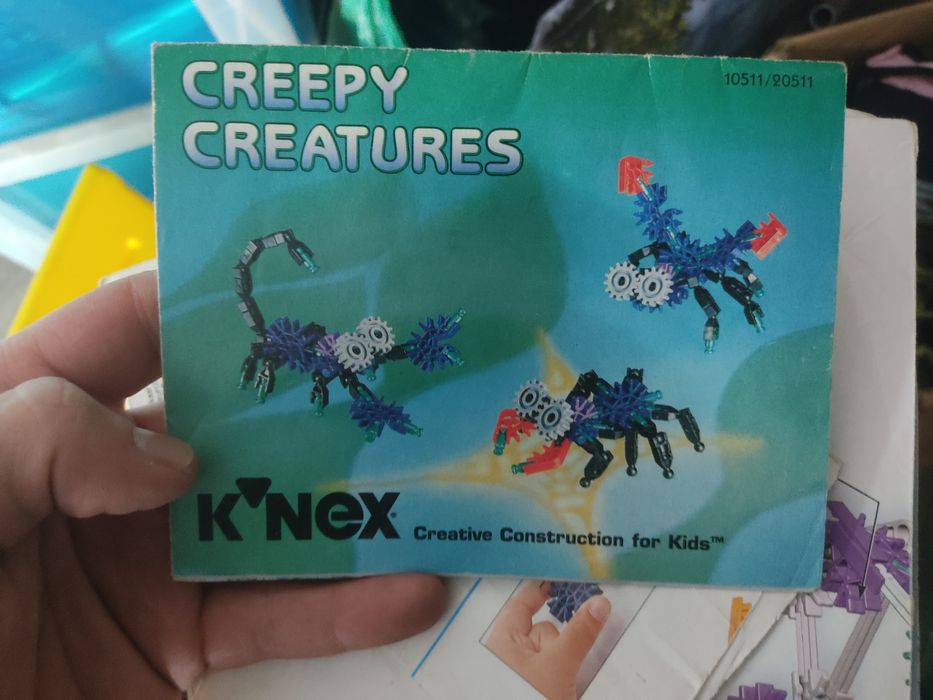 CREEPY
CREATURES
10511/20511
K'NEX® Creative Construction for Kids™